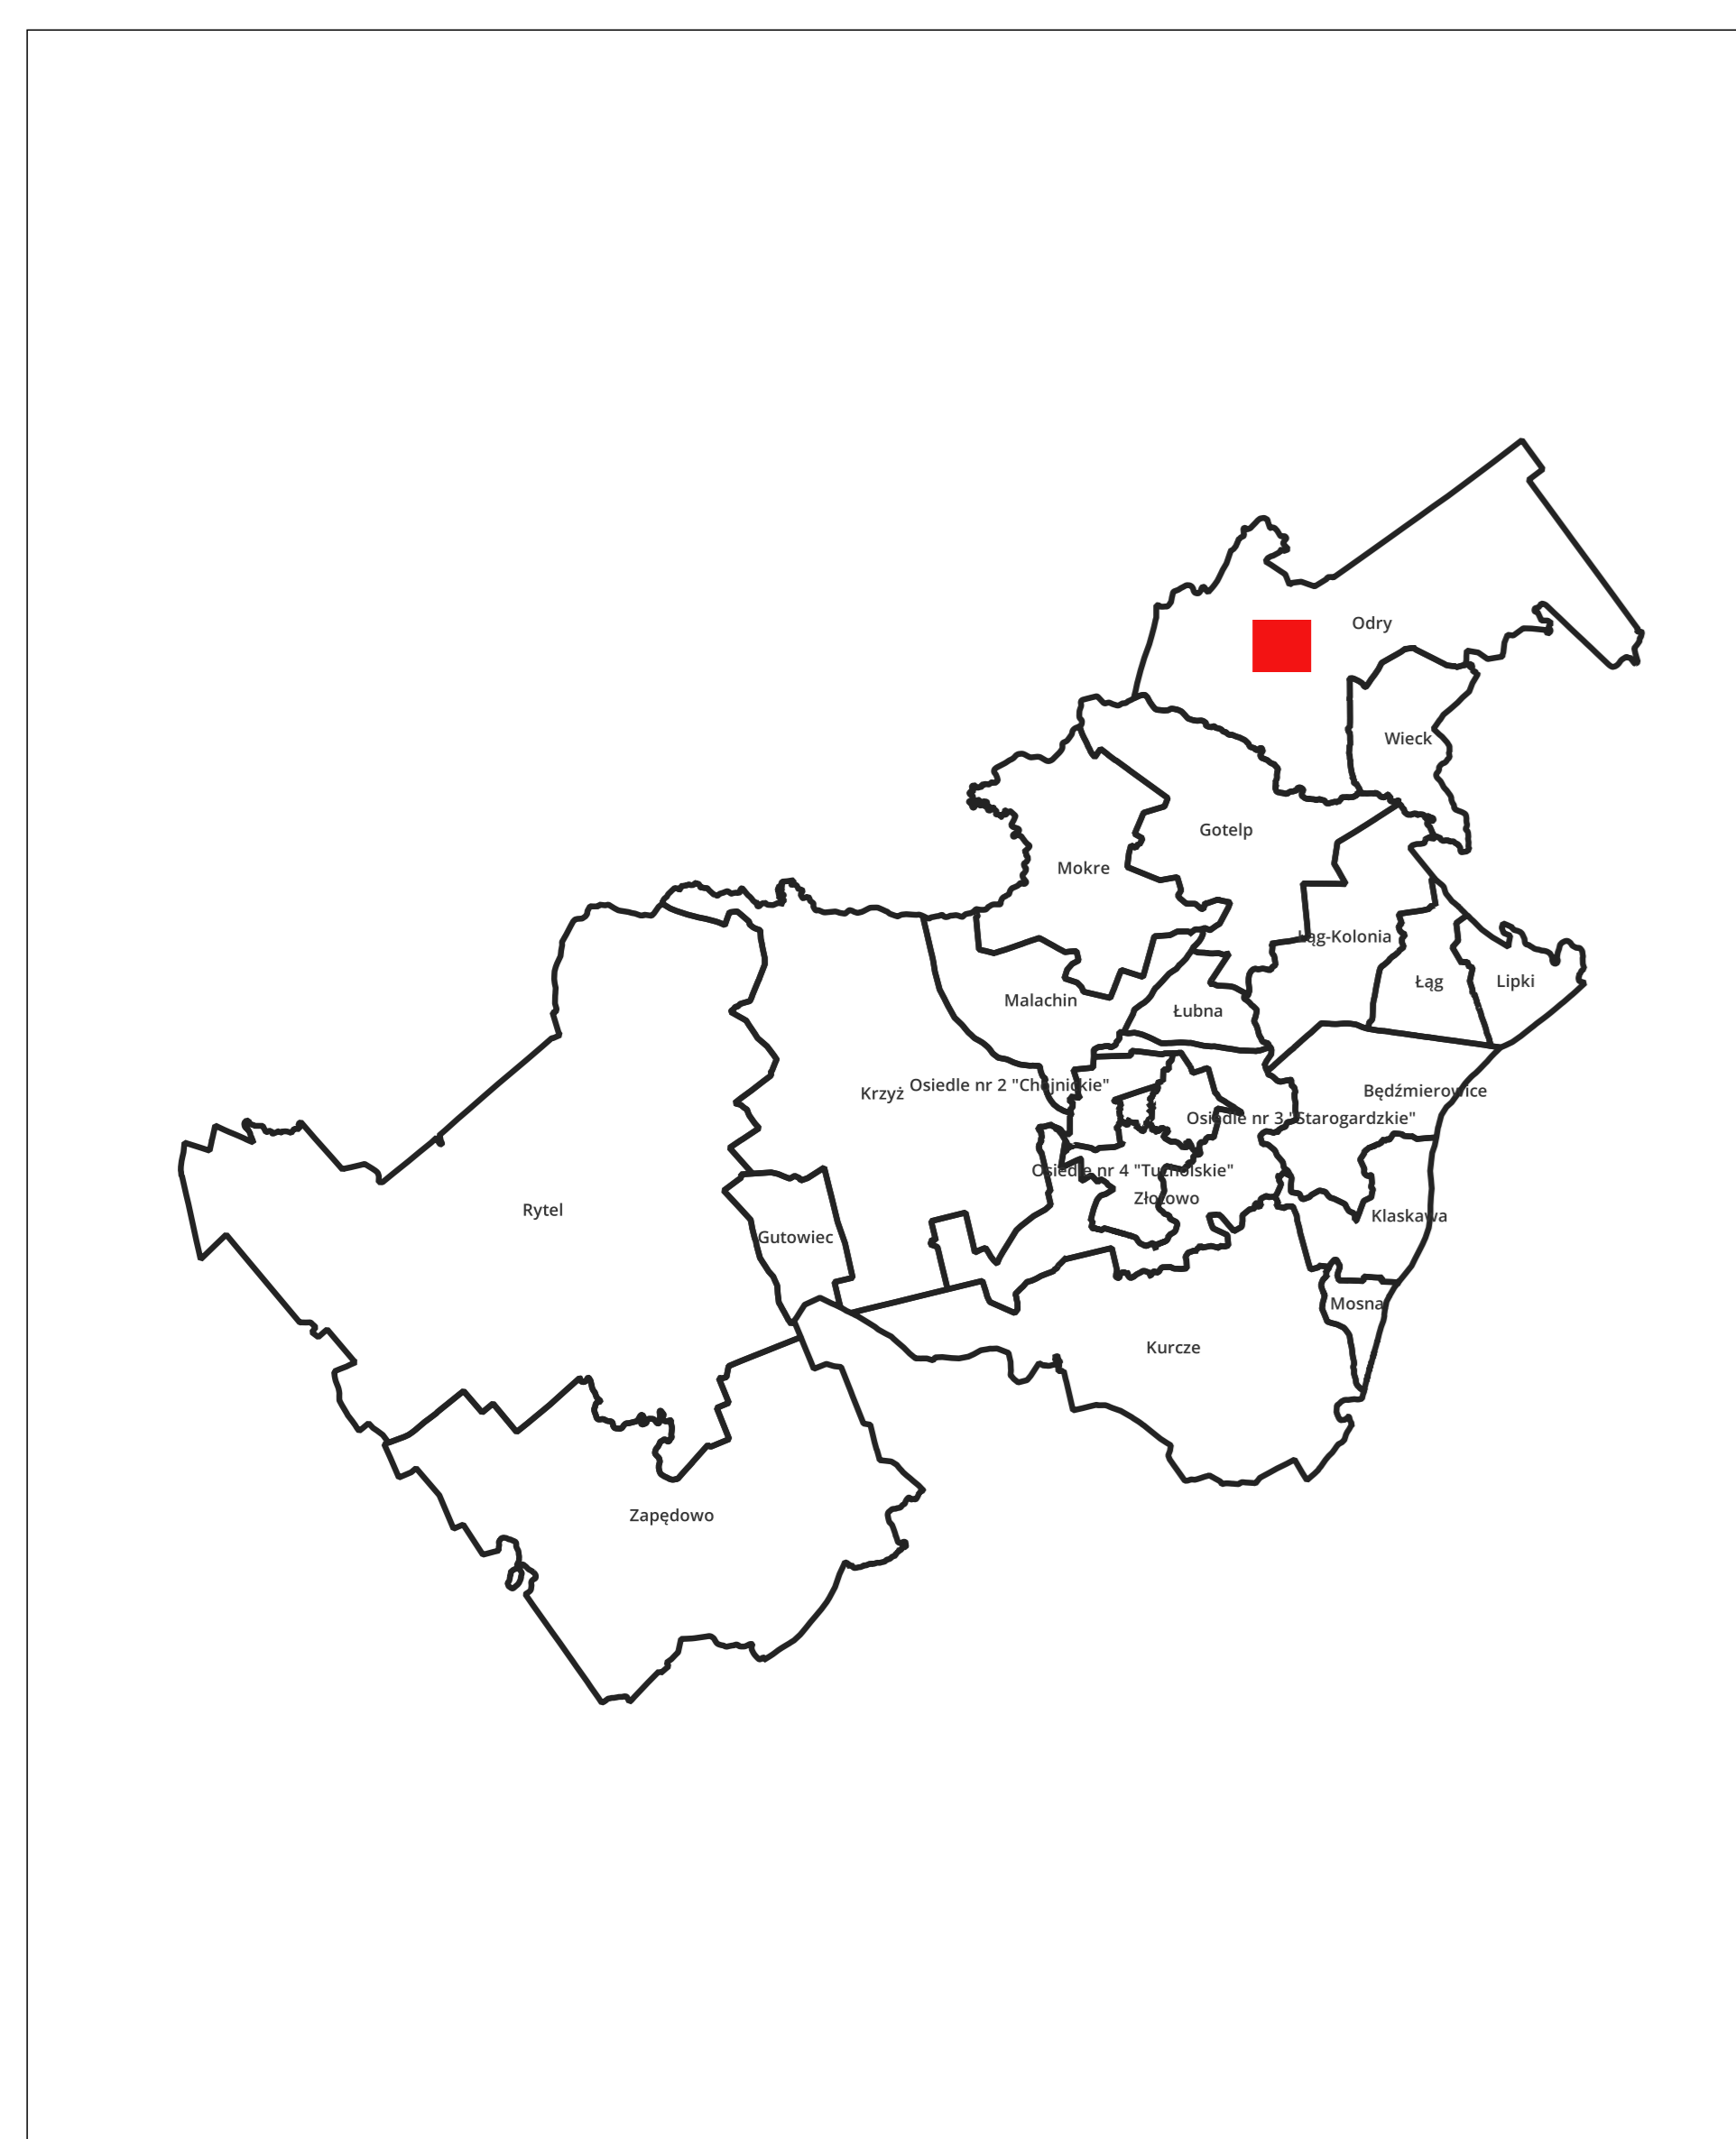 Odry
Wieck
Gotelp
Mokre
Łąg-Kolonia
Łąg
Lipki
Malachin
Łubna
Osiedle nr 2 "Chojnickie"
Krzyż
Będźmierowice
Osiedle nr 3 "Starogardzkie"
Osiedle nr 4 "Tucholskie"
Złotowo
Rytel
Klaskawa
Gutowiec
Mosna
Kurcze
Zapędowo